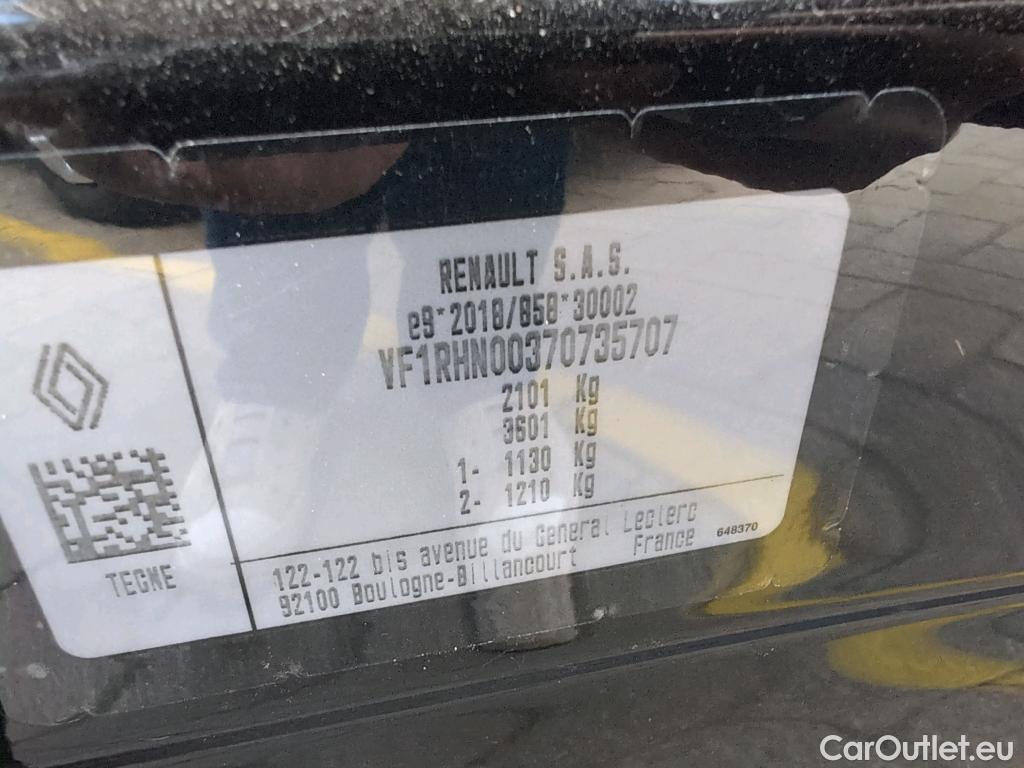 RENAULT S.A.S.
e9*2018/858*30002
VF1RHN00370735707
2101 Kg
3601 Kg
1- 1130 Kg
2- 1210 Kg
TEGNE
122-122 bis avenue du Général Leclerc
92100 Boulogne-Billancourt France
648370
CarOutlet.eu